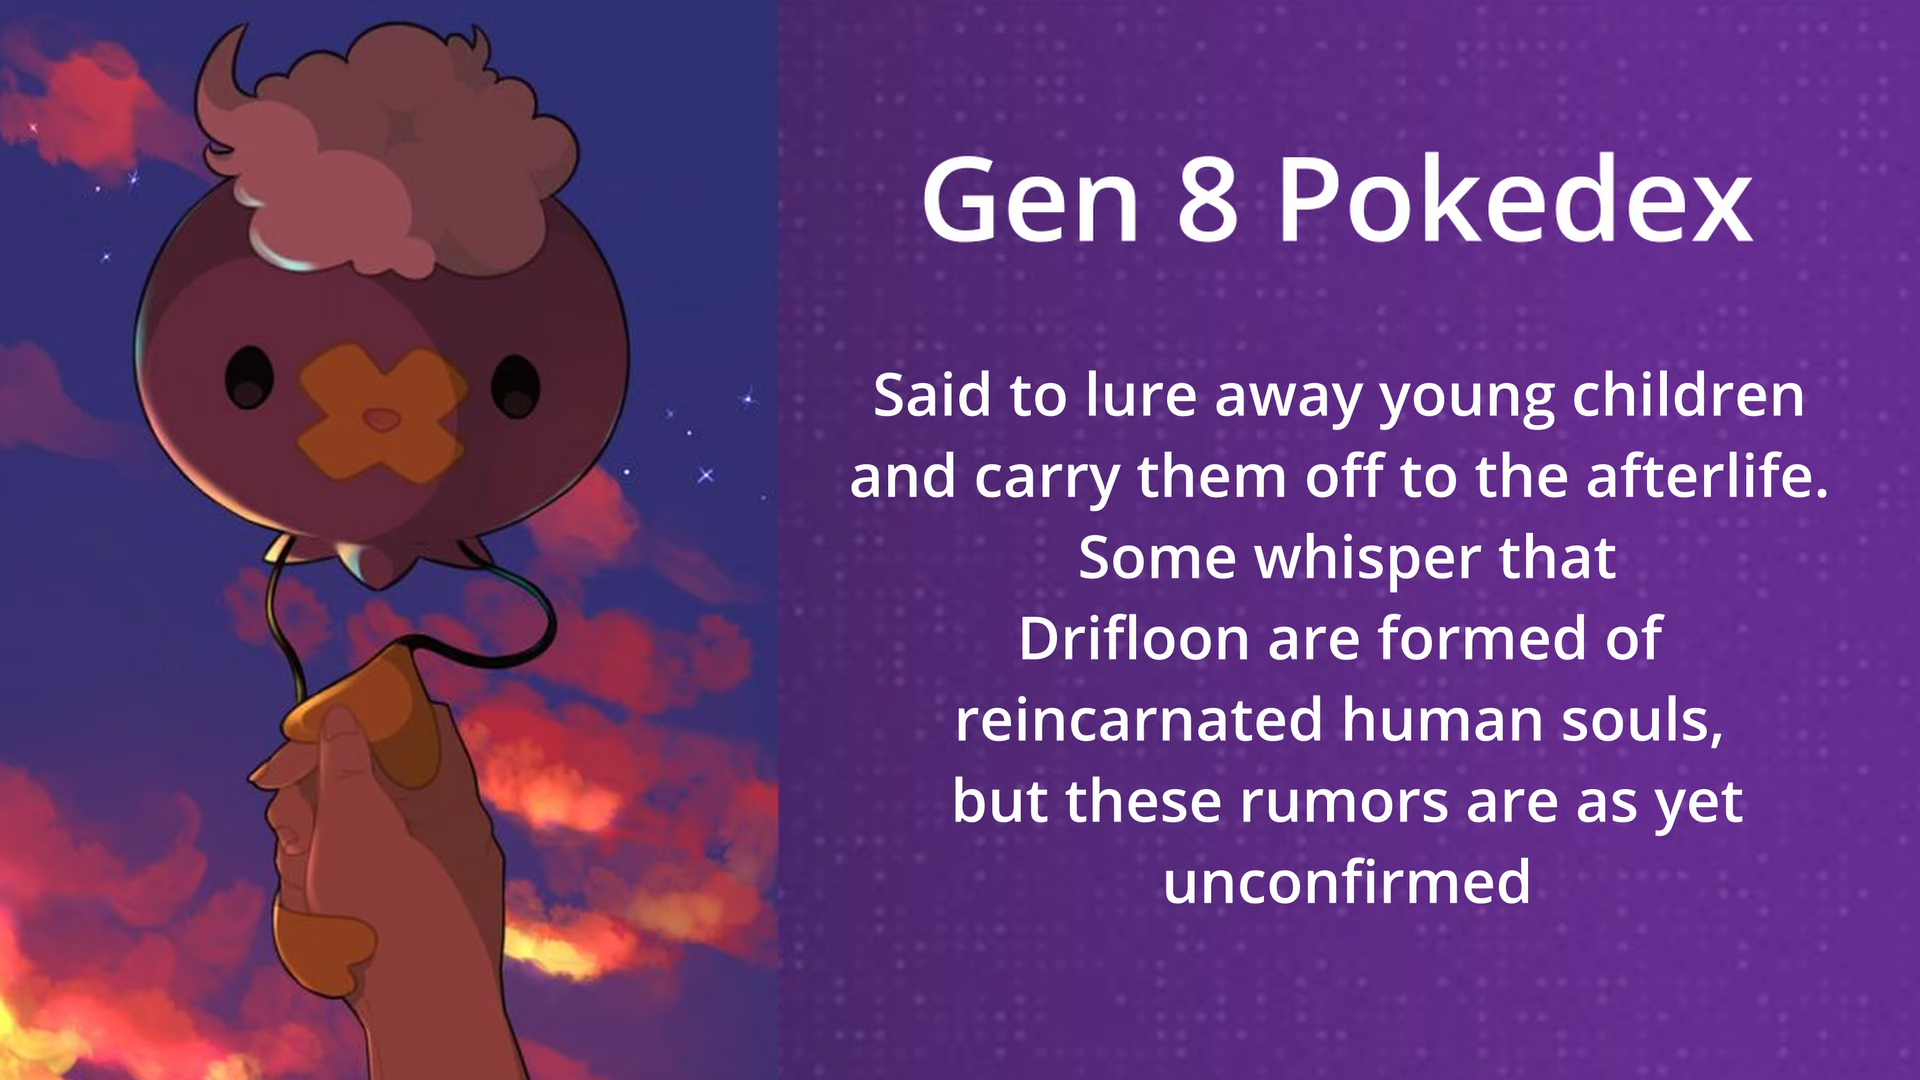 Gen 8 Pokedex
Said to lure away young children
and carry them off to the afterlife.
Some whisper that
Drifloon are formed of
reincarnated human souls,
but these rumors are as yet
unconfirmed